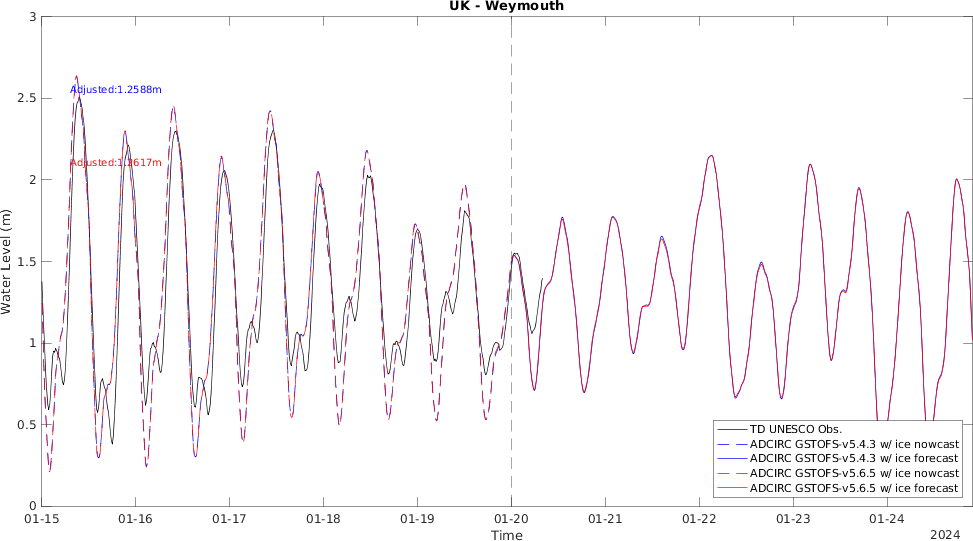 UK - Weymouth
3
2.5
2
1.5
1
0.5
0
Water Level (m)
Adjusted:1.2588m
Adjusted:1.2617m
TD UNESCO Obs.
ADCIRC GSTOFS-v5.4.3 w/ ice nowcast
ADCIRC GSTOFS-v5.4.3 w/ ice forecast
ADCIRC GSTOFS-v5.6.5 w/ ice nowcast
ADCIRC GSTOFS-v5.6.5 w/ ice forecast
01-15 01-16 01-17 01-18 01-19 01-20 01-21 01-22 01-23 01-24
Time
2024